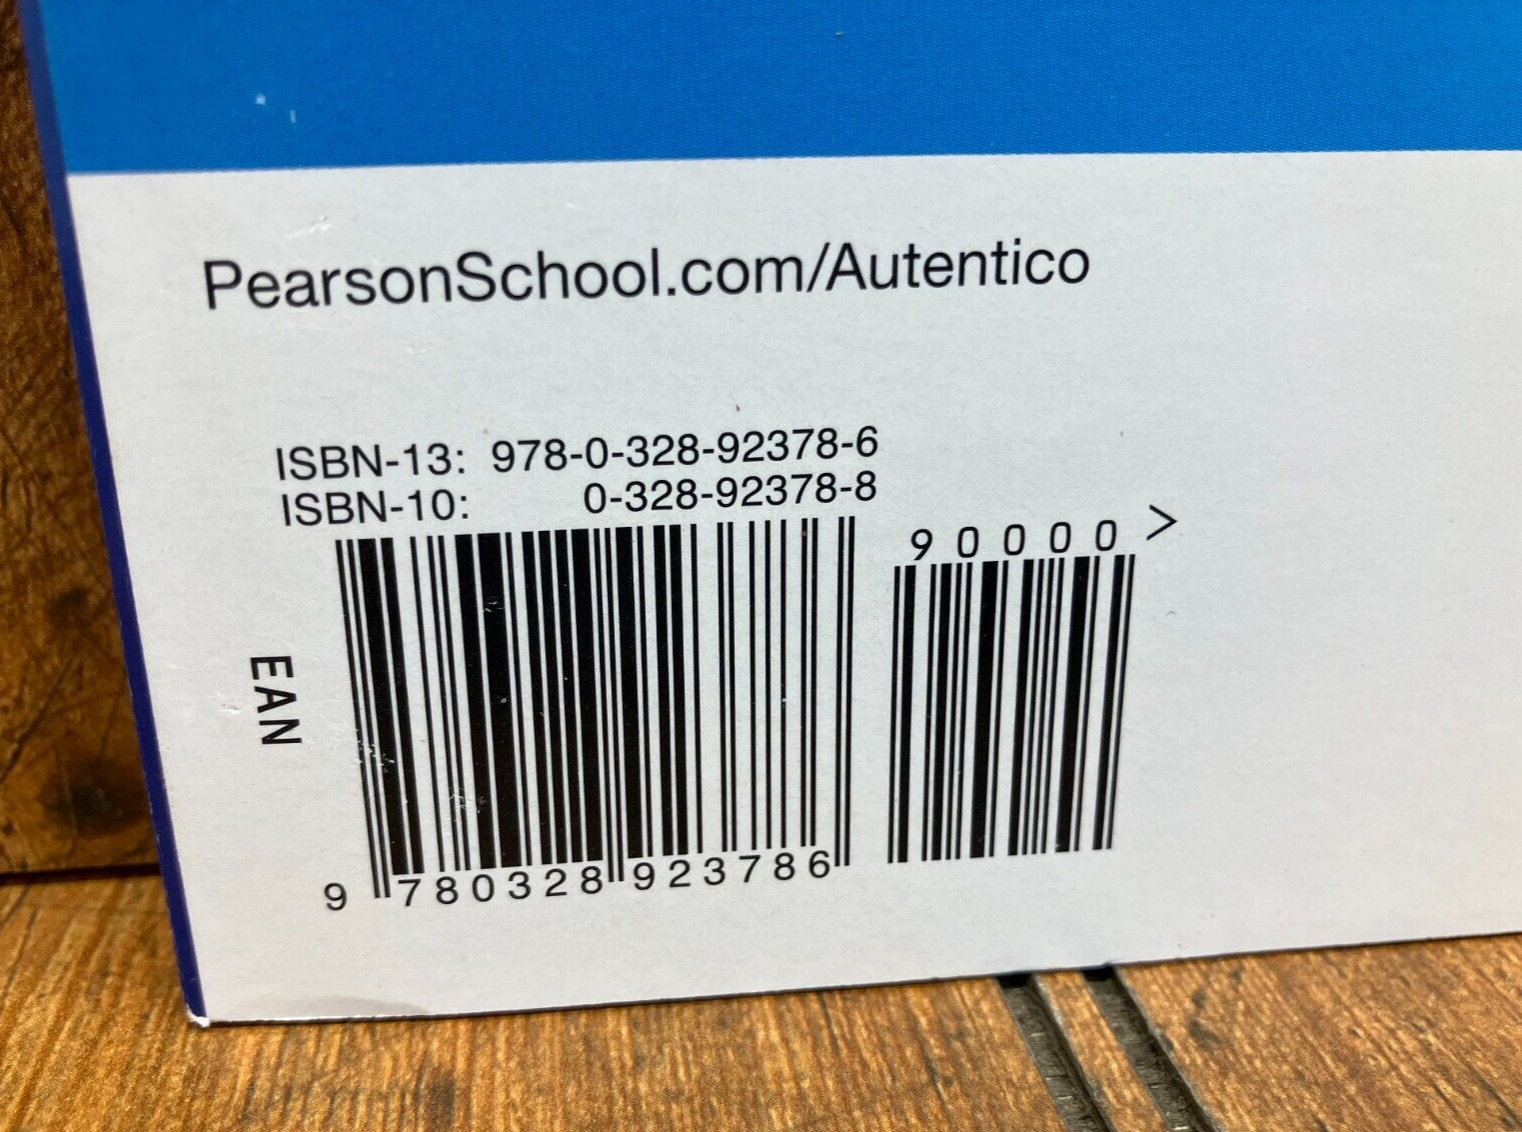 PearsonSchool.com/Autentico
ISBN-13: 978-0-328-92378-6
ISBN-10: 0-328-92378-8
90000>
EAN
9 780328 923786